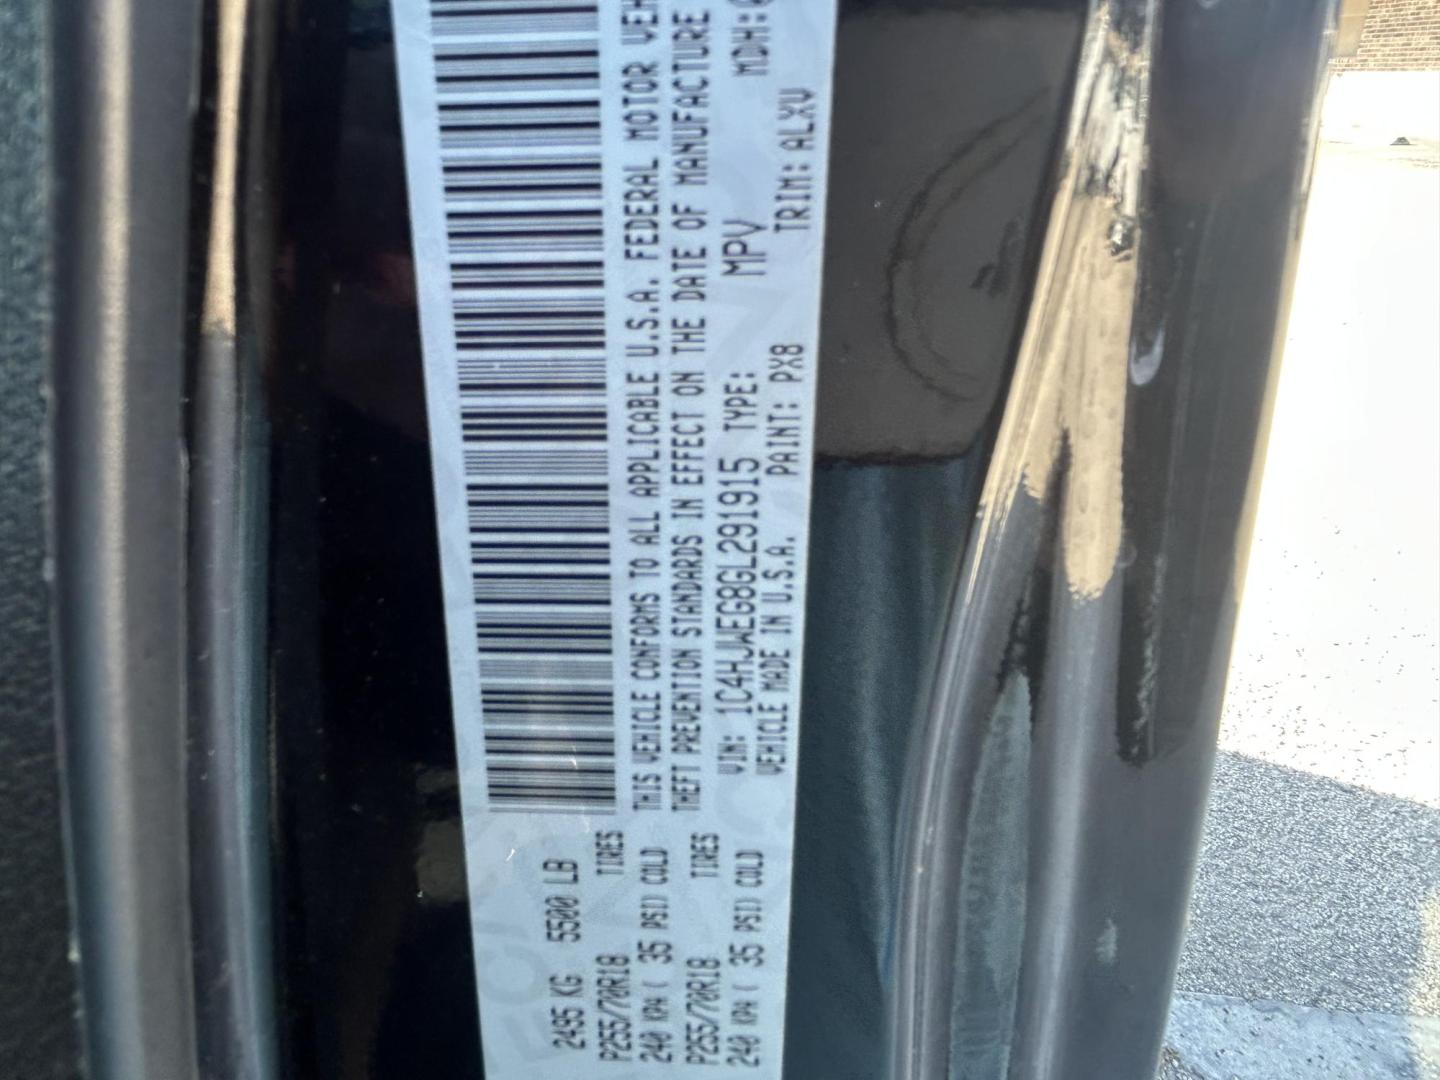 2495 KG 5500 LB
P255/70R18 TIRES
240 KPA ( 35 PSI) COLD
P255/70R18 TIRES
240 KPA ( 35 PSI) COLD
THIS VEHICLE CONFORMS TO ALL APPLICABLE U.S.A. FEDERAL MOTOR VEH
THEFT PREVENTION STANDARDS IN EFFECT ON THE DATE OF MANUFACTURE
VIN: 1C4HJWEG8GL291915 TYPE: MPV MDH:
VEHICLE MADE IN U.S.A. PAINT: PX8 TRIM: ALXV